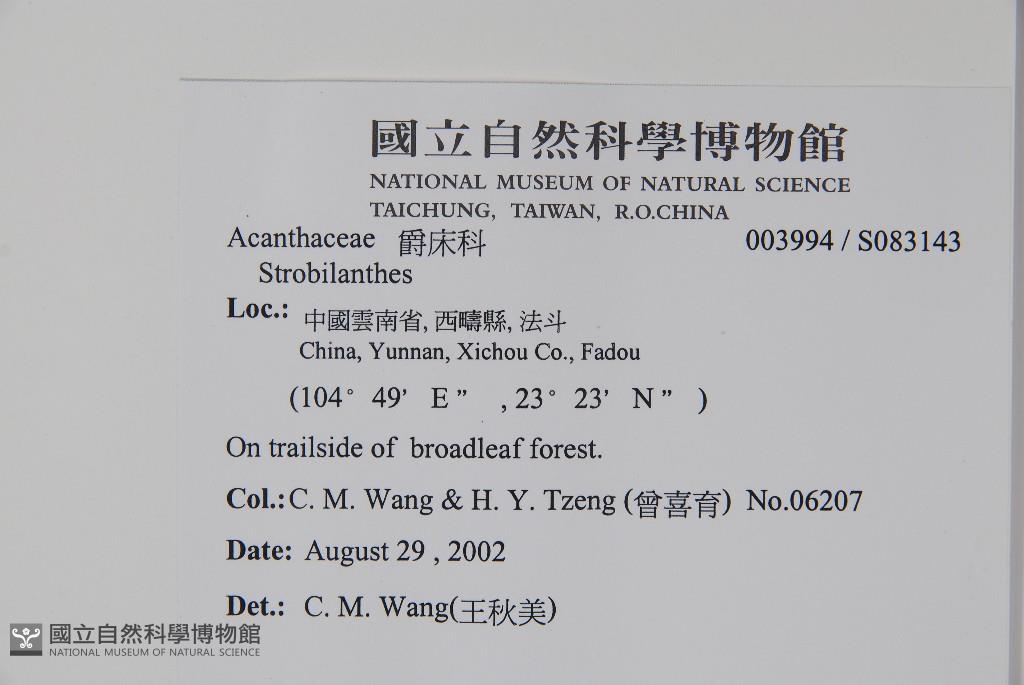 國立自然科學博物館
NATIONAL MUSEUM OF NATURAL SCIENCE
TAICHUNG, TAIWAN, R.O.CHINA
Acanthaceae 爵床科 003994 / S083143
Strobilanthes
Loc.: 中國雲南省, 西疇縣, 法斗
China, Yunnan, Xichou Co., Fadou
(104° 49’ E ” , 23° 23’ N ” )
On trailside of broadleaf forest.
Col.: C. M. Wang & H. Y. Tzeng (曾喜育) No.06207
Date: August 29 , 2002
Det.: C. M. Wang(王秋美)
國立自然科學博物館
NATIONAL MUSEUM OF NATURAL SCIENCE